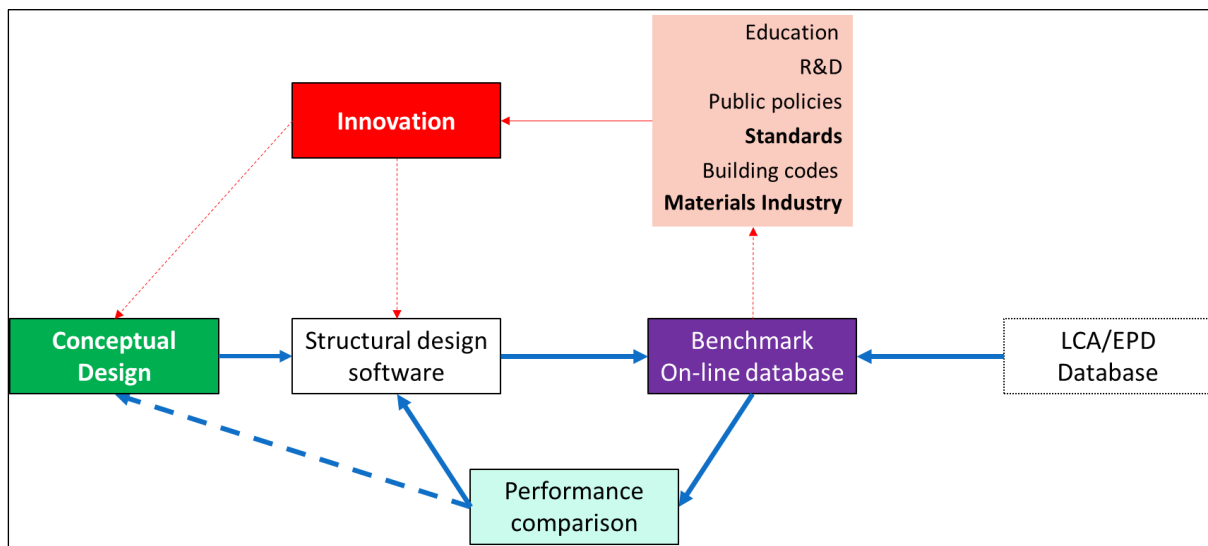 Education
R&D
Public policies
Standards
Building codes
Materials Industry
Innovation
Conceptual
Design
Structural design
software
Benchmark
On-line database
LCA/EPD
Database
Performance
comparison